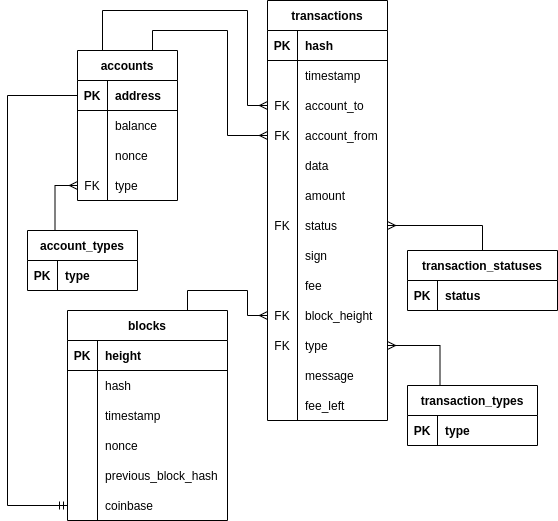 transactions
PK hash
timestamp
FK account_to
FK account_from
data
amount
FK status
sign
fee
FK block_height
FK type
message
fee_left
accounts
PK address
balance
nonce
FK type
account_types
PK type
blocks
PK height
hash
timestamp
nonce
previous_block_hash
coinbase
transaction_statuses
PK status
transaction_types
PK type